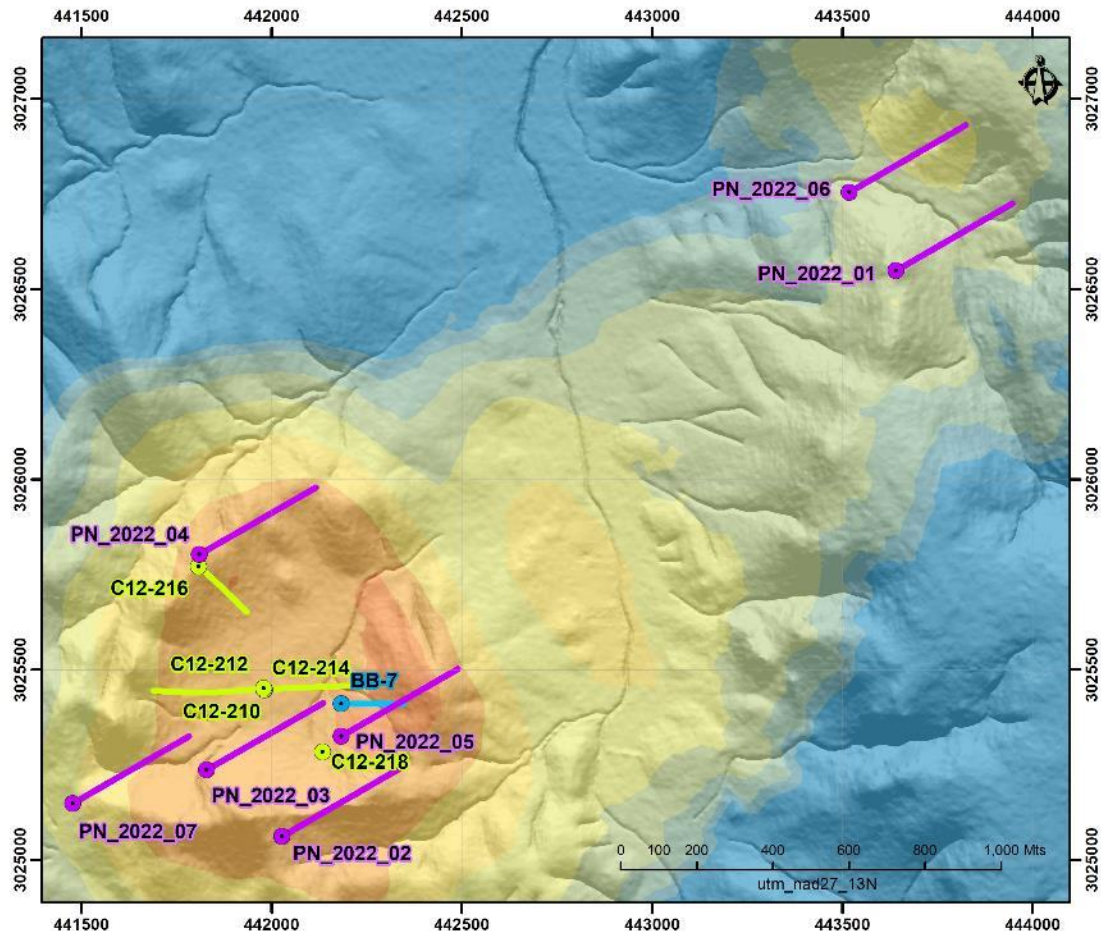 441500 442000 442500 443000 443500 444000
3027000
3027000
PN_2022_06
PN_2022_01
3026500
3026500
3026000
3026000
PN_2022_04
C12-216
3025500
3025500
C12-212
C12-214
BB-7
C12-210
PN_2022_05
C12-218
PN_2022_03
PN_2022_07
PN_2022_02
3025000
3025000
0 100 200 400 600 800 1,000 Mts
utm_nad27_13N
441500 442000 442500 443000 443500 444000